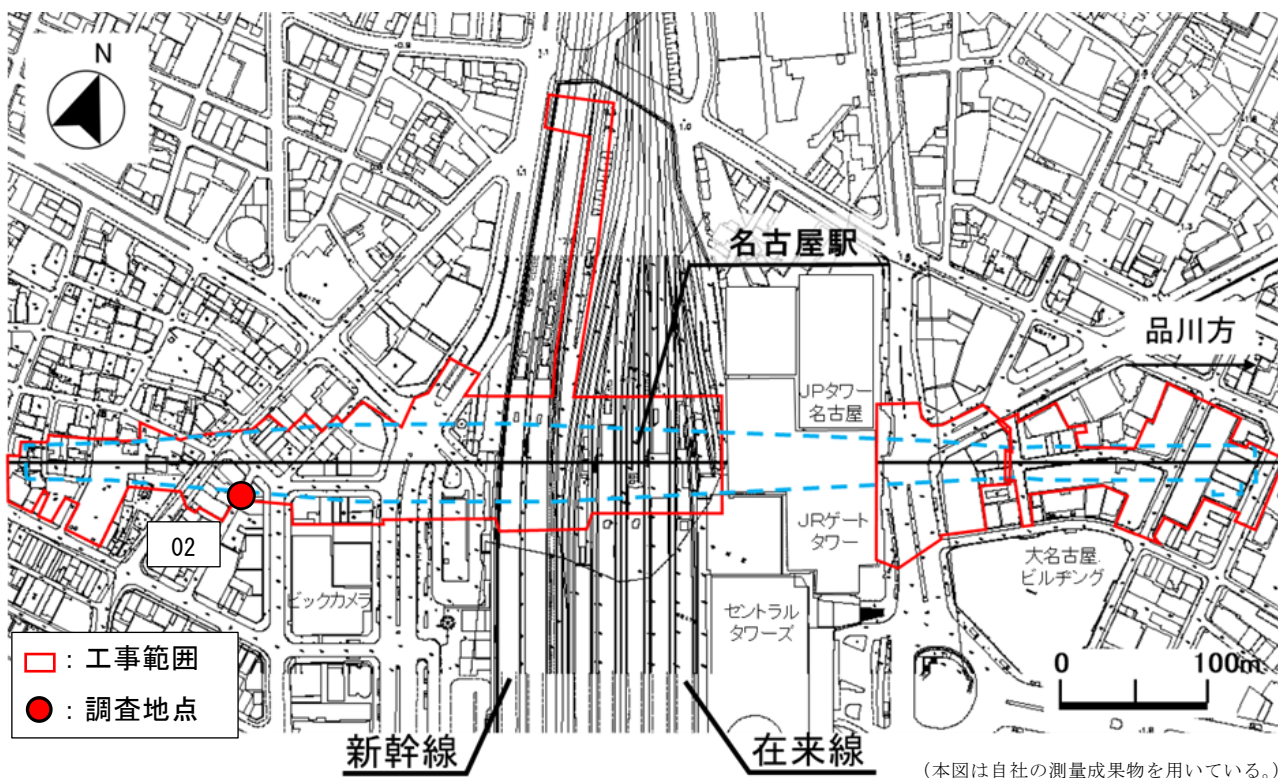 N
名古屋駅
品川方
JPタワー
名古屋
JRゲート
タワー
大名古屋
ビルヂング
02
ビックカメラ
セントラル
タワーズ
：工事範囲
：調査地点
0 100m
新幹線
在来線
（本図は自社の測量成果物を用いている。）